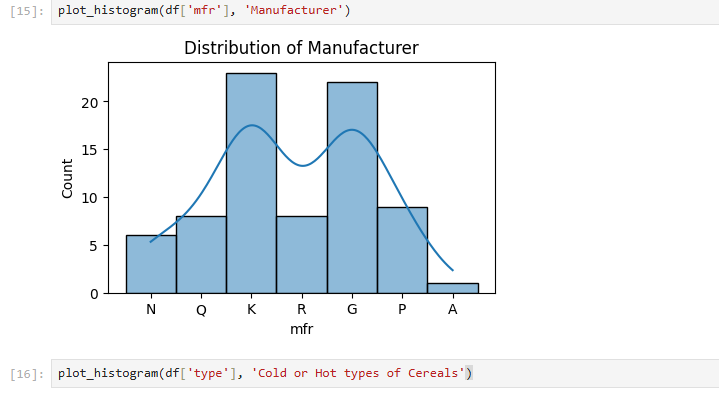 [15]: plot_histogram(df['mfr'], 'Manufacturer')
Distribution of Manufacturer
20
15
10
5
0
Count
N Q K R G P A
mfr
[16]: plot_histogram(df['type'], 'Cold or Hot types of Cereals')